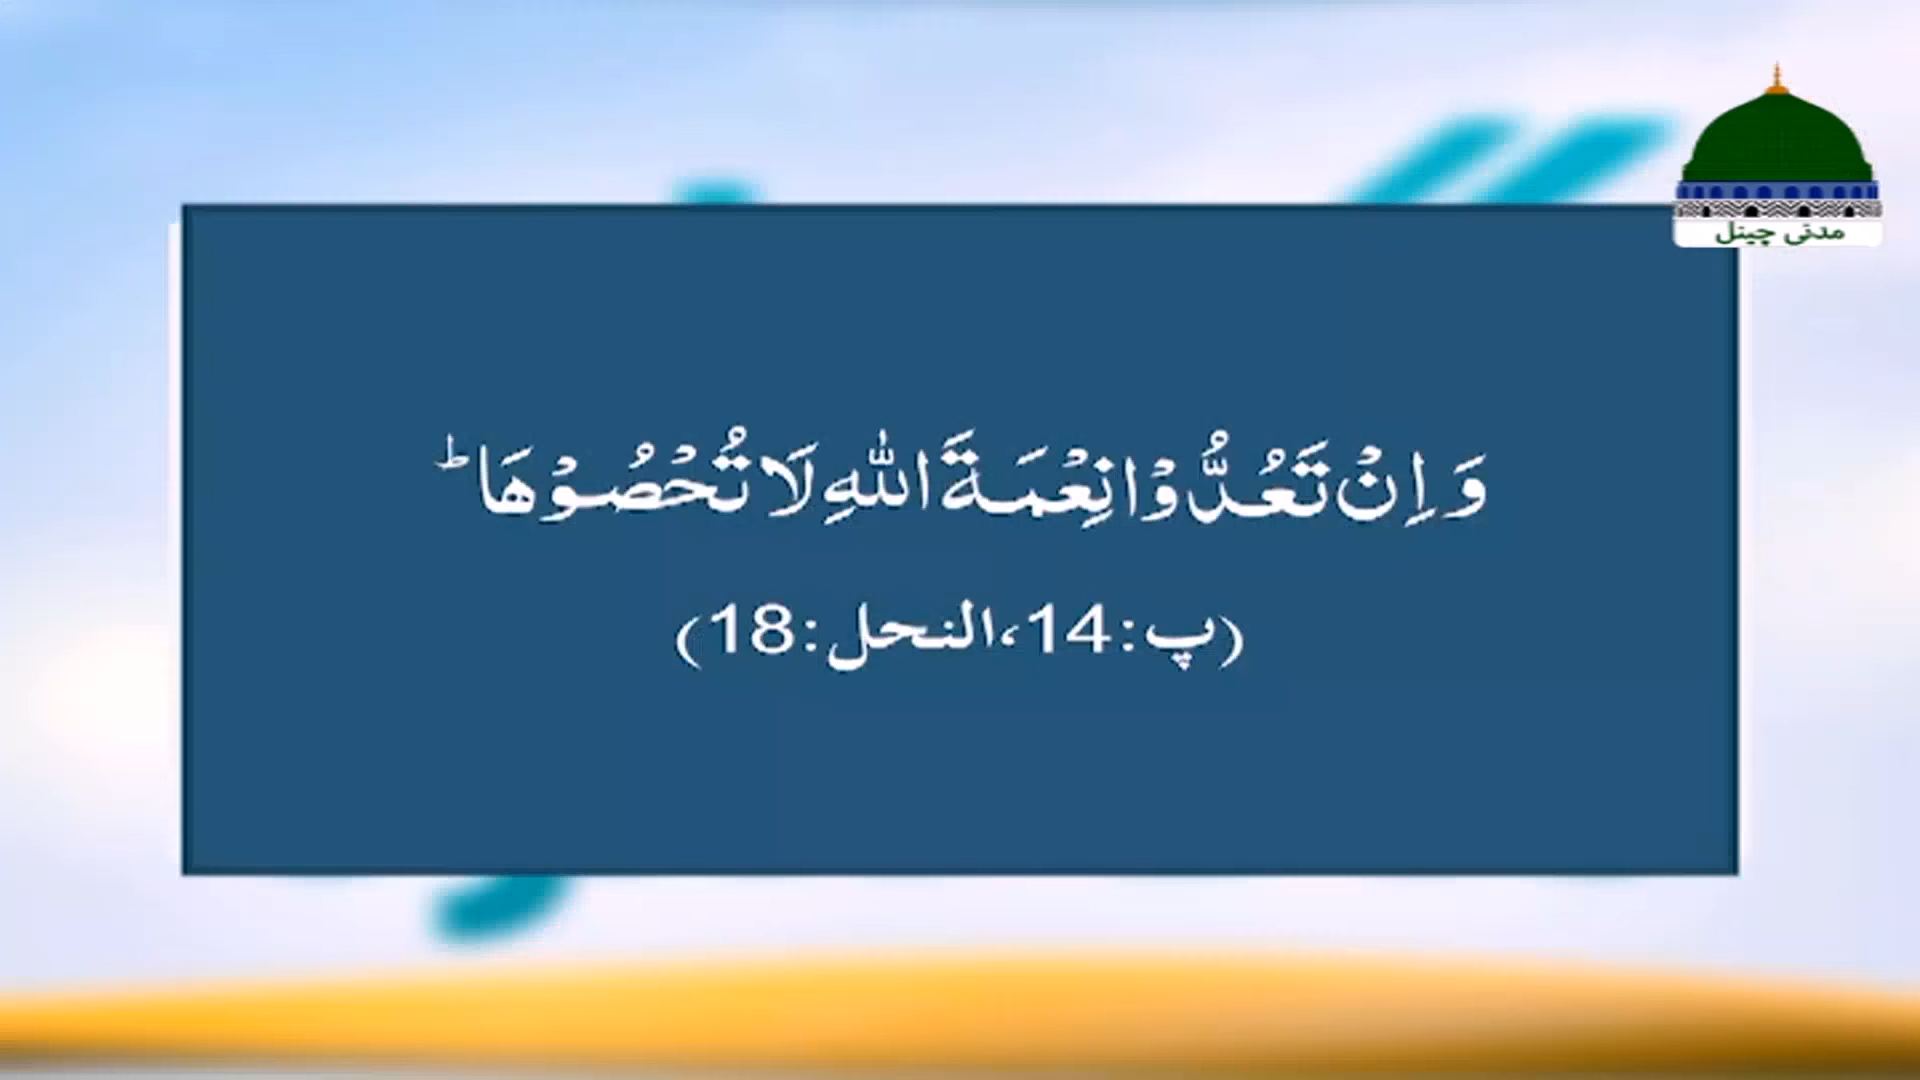 مدنی چینل
وَ اِنْ تَعُدُّوْا نِعْمَةَ اللّٰهِ لَا تُحْصُوْهَاؕ
(پ:14،النحل:18)